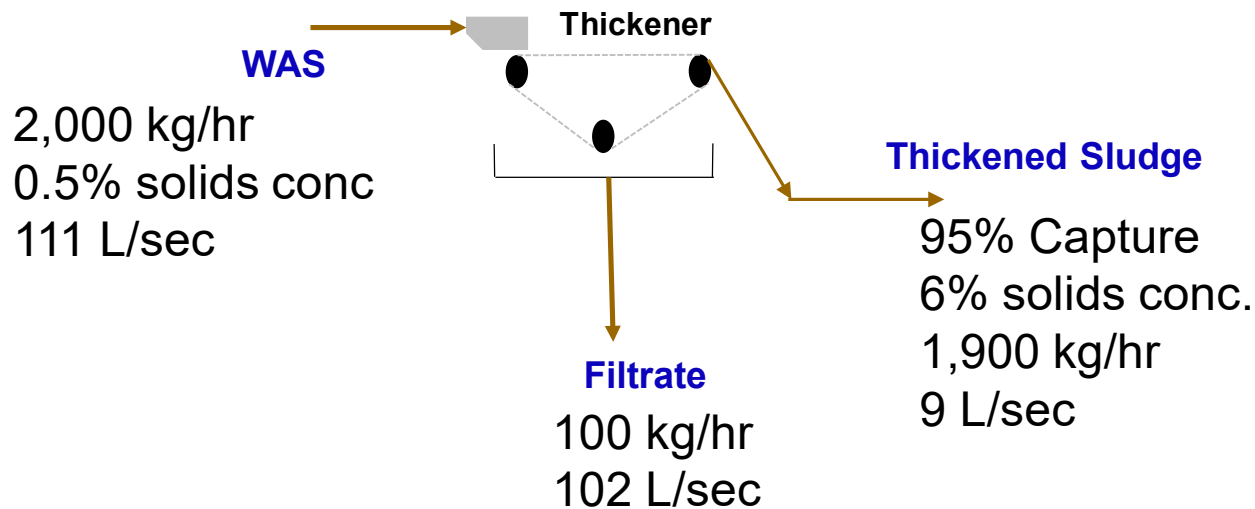 Thickener
WAS
2,000 kg/hr
0.5% solids conc
111 L/sec
Thickened Sludge
95% Capture
6% solids conc.
1,900 kg/hr
9 L/sec
Filtrate
100 kg/hr
102 L/sec